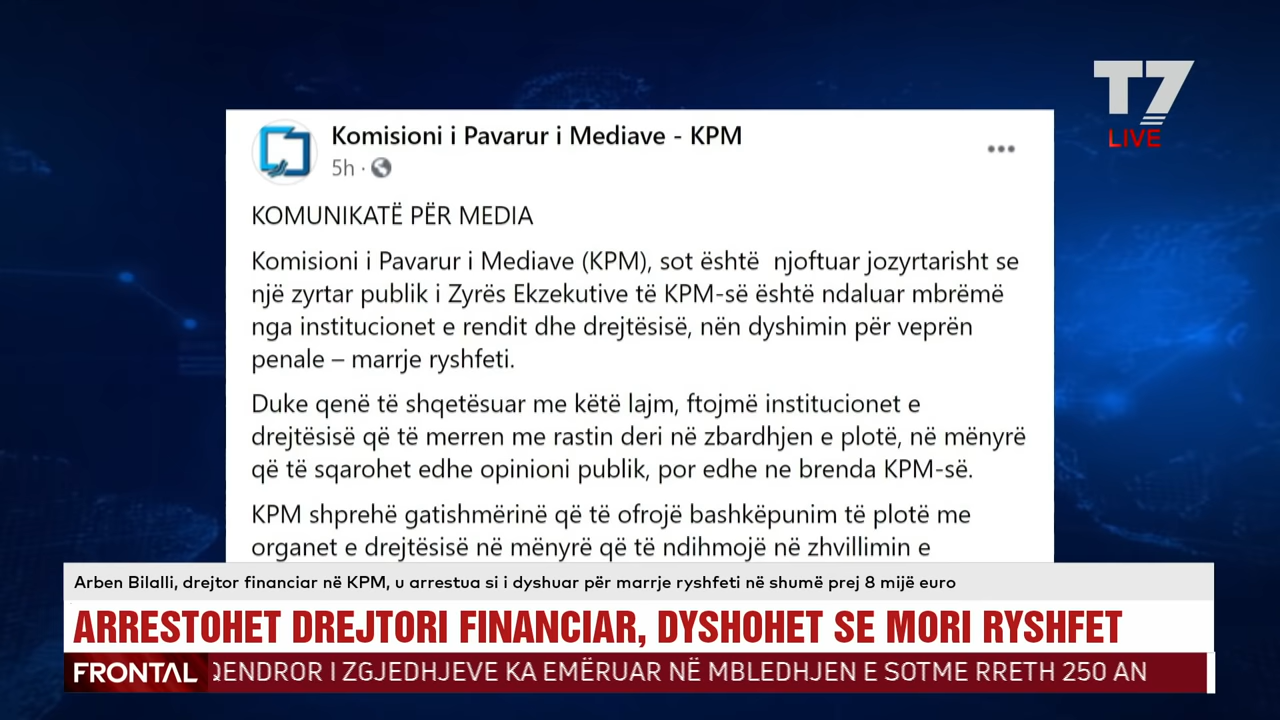 T7
LIVE
Komisioni i Pavarur i Mediave - KPM
5h ·
KOMUNIKATË PËR MEDIA
Komisioni i Pavarur i Mediave (KPM), sot është njoftuar jozyrtarisht se
një zyrtar publik i Zyrës Ekzekutive të KPM-së është ndaluar mbrëmë
nga institucionet e rendit dhe drejtësisë, nën dyshimin për veprën
penale – marrje ryshfeti.
Duke qenë të shqetësuar me këtë lajm, ftojmë institucionet e
drejtësisë që të merren me rastin deri në zbardhjen e plotë, në mënyrë
që të sqarohet edhe opinioni publik, por edhe ne brenda KPM-së.
KPM shprehë gatishmërinë që të ofrojë bashkëpunim të plotë me
organet e drejtësisë në mënyrë që të ndihmojë në zhvillimin e
Arben Bilalli, drejtor financiar në KPM, u arrestua si i dyshuar për marrje ryshfeti në shumë prej 8 mijë euro
ARRESTOHET DREJTORI FINANCIAR, DYSHOHET SE MORI RYSHFET
FRONTAL QENDROR I ZGJEDHJEVE KA EMËRUAR NË MBLEDHJEN E SOTME RRETH 250 AN